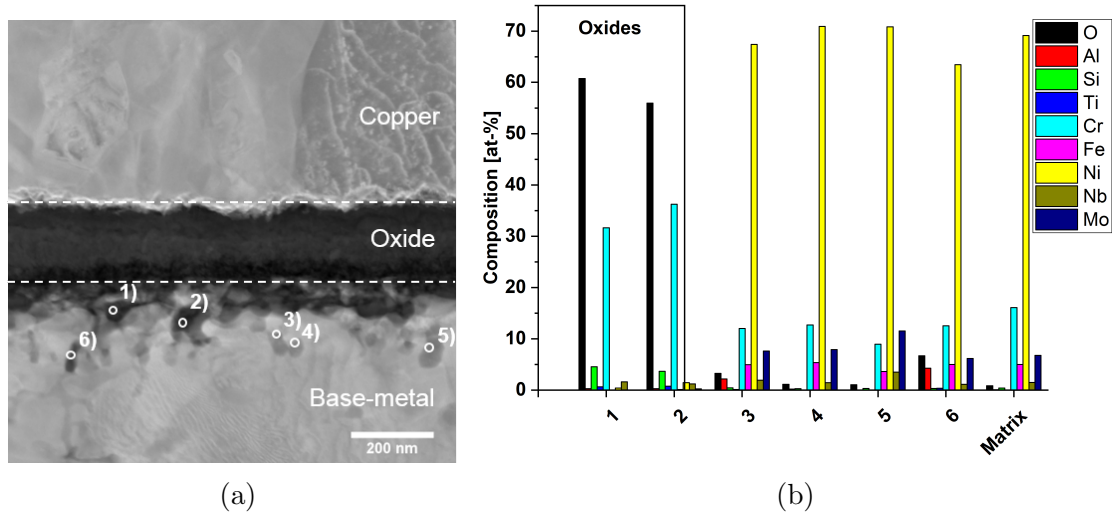 Copper
Oxide
1)
2)
3)
4)
5)
6)
Base-metal
200 nm
(a)
Oxides
Composition [at-%]
70
60
50
40
30
20
10
0
1
2
3
4
5
6
Matrix
O
Al
Si
Ti
Cr
Fe
Ni
Nb
Mo
(b)